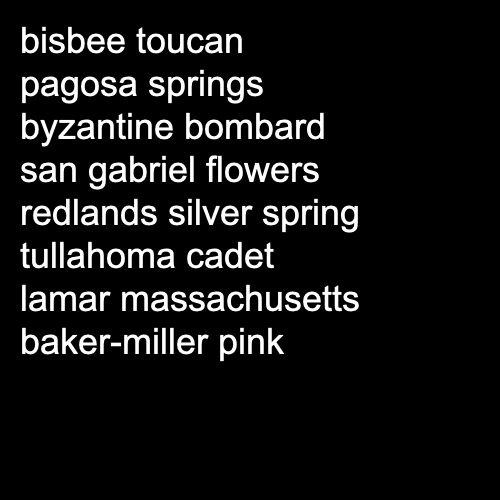 bisbee toucan
pagosa springs
byzantine bombard
san gabriel flowers
redlands silver spring
tullahoma cadet
lamar massachusetts
baker-miller pink